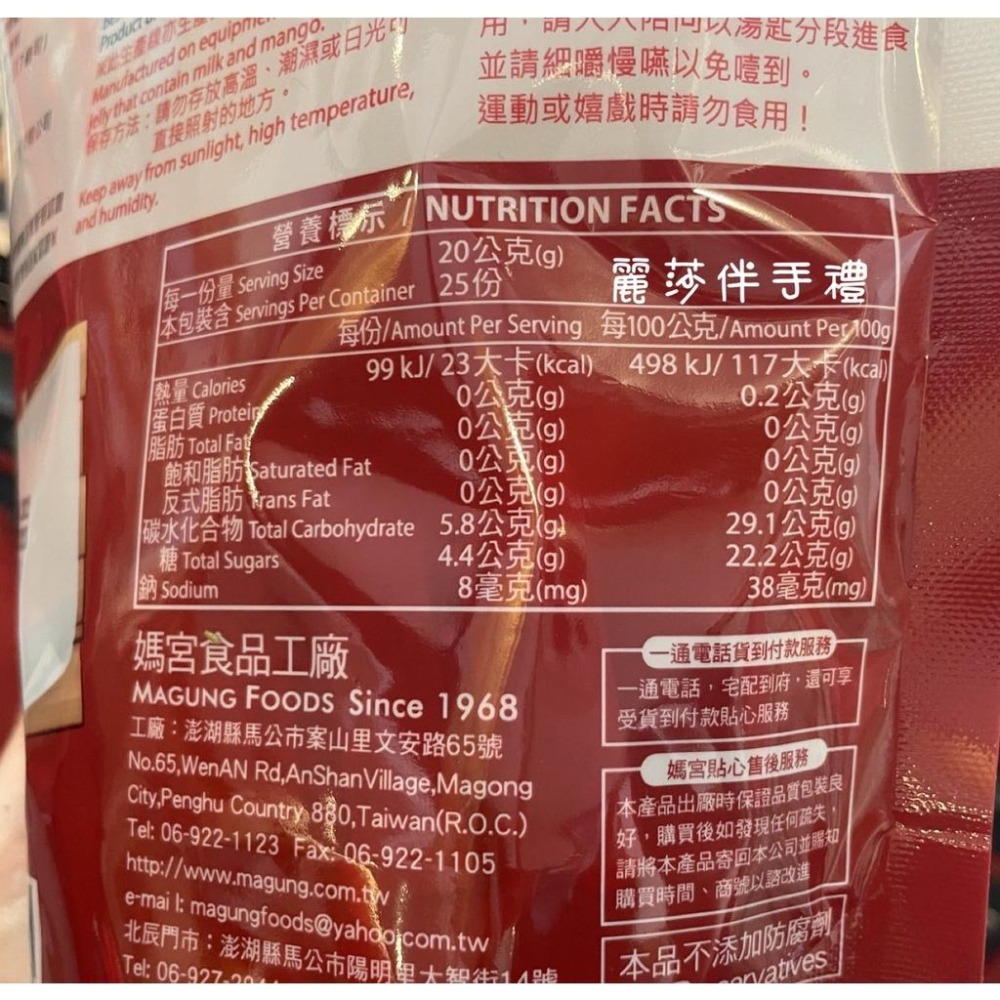 Product
米此生產線亦生產
Manufactured on equipment
jelly that contain milk and mango.
保存方法：請勿存放高溫、潮濕或日光可
直接照射的地方。
Keep away from sunlight, high temperature,
and humidity.
用，請大人陪同以湯匙分段進食
並請細嚼慢嚥以免噎到。
運動或嬉戲時請勿食用！
營養標示 / NUTRITION FACTS
每一份量 Serving Size 20公克(g)
本包裝含 Servings Per Container 25份
麗莎伴手禮
每份/Amount Per Serving 每100公克/Amount Per 100g
熱量 Calories 99 kJ/ 23大卡(kcal) 498 kJ/ 117大卡(kcal)
蛋白質 Protein 0公克(g) 0.2公克(g)
脂肪 Total Fat 0公克(g) 0公克(g)
飽和脂肪 Saturated Fat 0公克(g) 0公克(g)
反式脂肪 Trans Fat 0公克(g) 0公克(g)
碳水化合物 Total Carbohydrate 5.8公克(g) 29.1公克(g)
糖 Total Sugars 4.4公克(g) 22.2公克(g)
鈉 Sodium 8毫克(mg) 38毫克(mg)
媽宮食品工廠
MAGUNG FOODS Since 1968
工廠：澎湖縣馬公市案山里文安路65號
No.65,WenAN Rd,AnShanVillage,Magong
City,Penghu Country 880,Taiwan(R.O.C.)
Tel: 06-922-1123 Fax: 06-922-1105
http://www.magung.com.tw
e-mai l: magungfoods@yahoo.com.tw
北辰門市：澎湖縣馬公市陽明里大智街14號
Tel: 06-927-
一通電話貨到付款服務
一通電話，宅配到府，還可享
受貨到付款貼心服務
媽宮貼心售後服務
本產品出廠時保證品質包裝良
好，購買後如發現任何疏失，
請將本產品寄回本公司並賜知
購買時間、商號以諮改進
本品不添加防腐劑